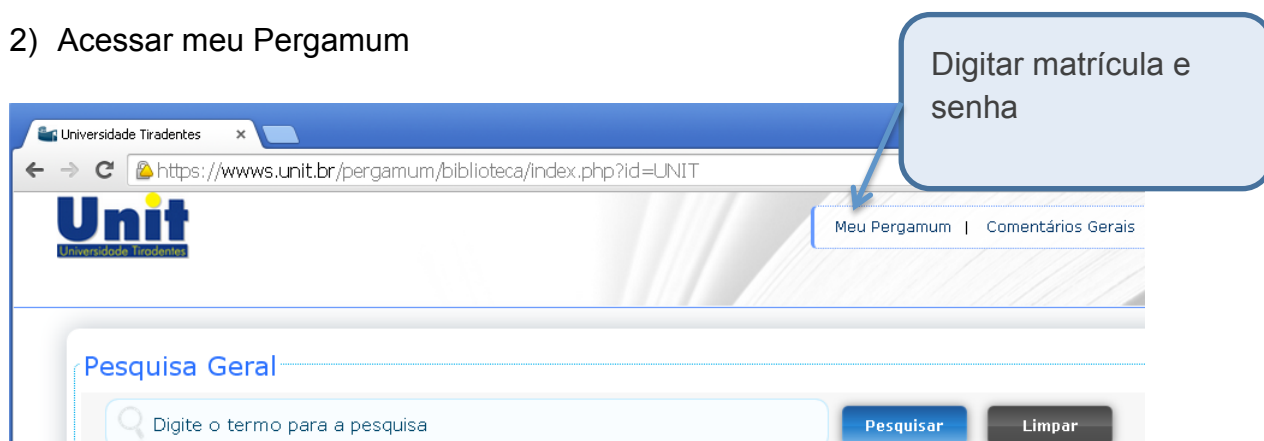 2) Acessar meu Pergamum
Digitar matrícula e
senha
Universidade Tiradentes
https://wwws.unit.br/pergamum/biblioteca/index.php?id=UNIT
Unit
Universidade Tiradentes
Meu Pergamum | Comentários Gerais
Pesquisa Geral
Digite o termo para a pesquisa
Pesquisar
Limpar